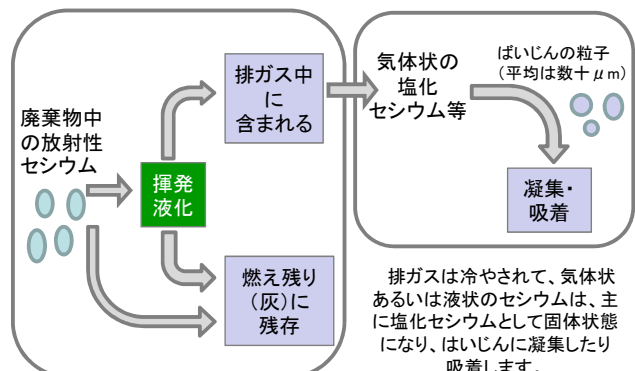 廃棄物中
の放射性
セシウム
揮発
液化
排ガス中
に
含まれる
燃え残り
(灰)に
残存
気体状の
塩化
セシウム等
ばいじんの粒子
(平均は数十μm)
凝集・
吸着
排ガスは冷やされて、気体状
あるいは液状のセシウムは、主
に塩化セシウムとして固体状態
になり、はいじんに凝集したり
吸着します。